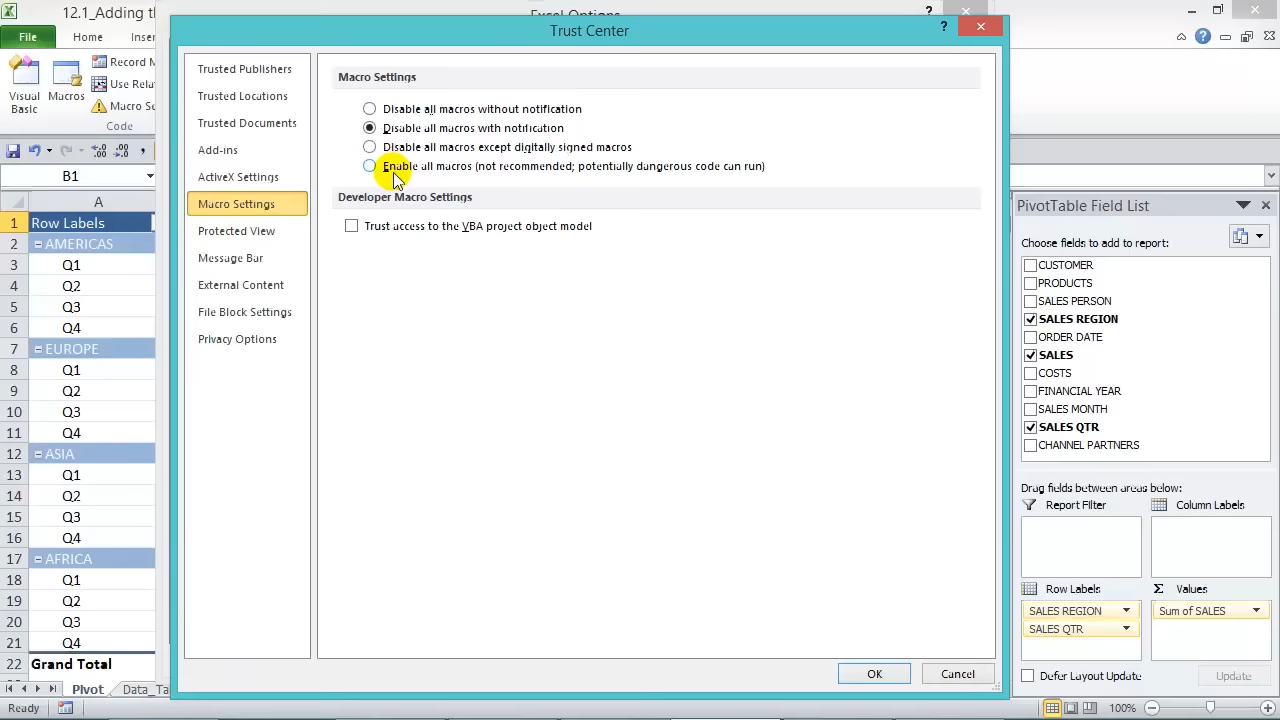 12.1_Adding th
Excel Options
File
Home
Inser
Visual Basic
Macros
Record M
Use Rela
Macro Se
Code
B1
A
1 Row Labels
2 AMERICAS
3 Q1
4 Q2
5 Q3
6 Q4
7 EUROPE
8 Q1
9 Q2
10 Q3
11 Q4
12 ASIA
13 Q1
14 Q2
15 Q3
16 Q4
17 AFRICA
18 Q1
19 Q2
20 Q3
21 Q4
22 Grand Total
Pivot
Data_Ta
Ready
Trust Center
Trusted Publishers
Trusted Locations
Trusted Documents
Add-ins
ActiveX Settings
Macro Settings
Protected View
Message Bar
External Content
File Block Settings
Privacy Options
Macro Settings
Disable all macros without notification
Disable all macros with notification
Disable all macros except digitally signed macros
Enable all macros (not recommended; potentially dangerous code can run)
Developer Macro Settings
Trust access to the VBA project object model
OK
Cancel
PivotTable Field List
Choose fields to add to report:
CUSTOMER
PRODUCTS
SALES PERSON
SALES REGION
ORDER DATE
SALES
COSTS
FINANCIAL YEAR
SALES MONTH
SALES QTR
CHANNEL PARTNERS
Drag fields between areas below:
Report Filter
Column Labels
Row Labels
Σ Values
SALES REGION
SALES QTR
Sum of SALES
Defer Layout Update
Update
100%